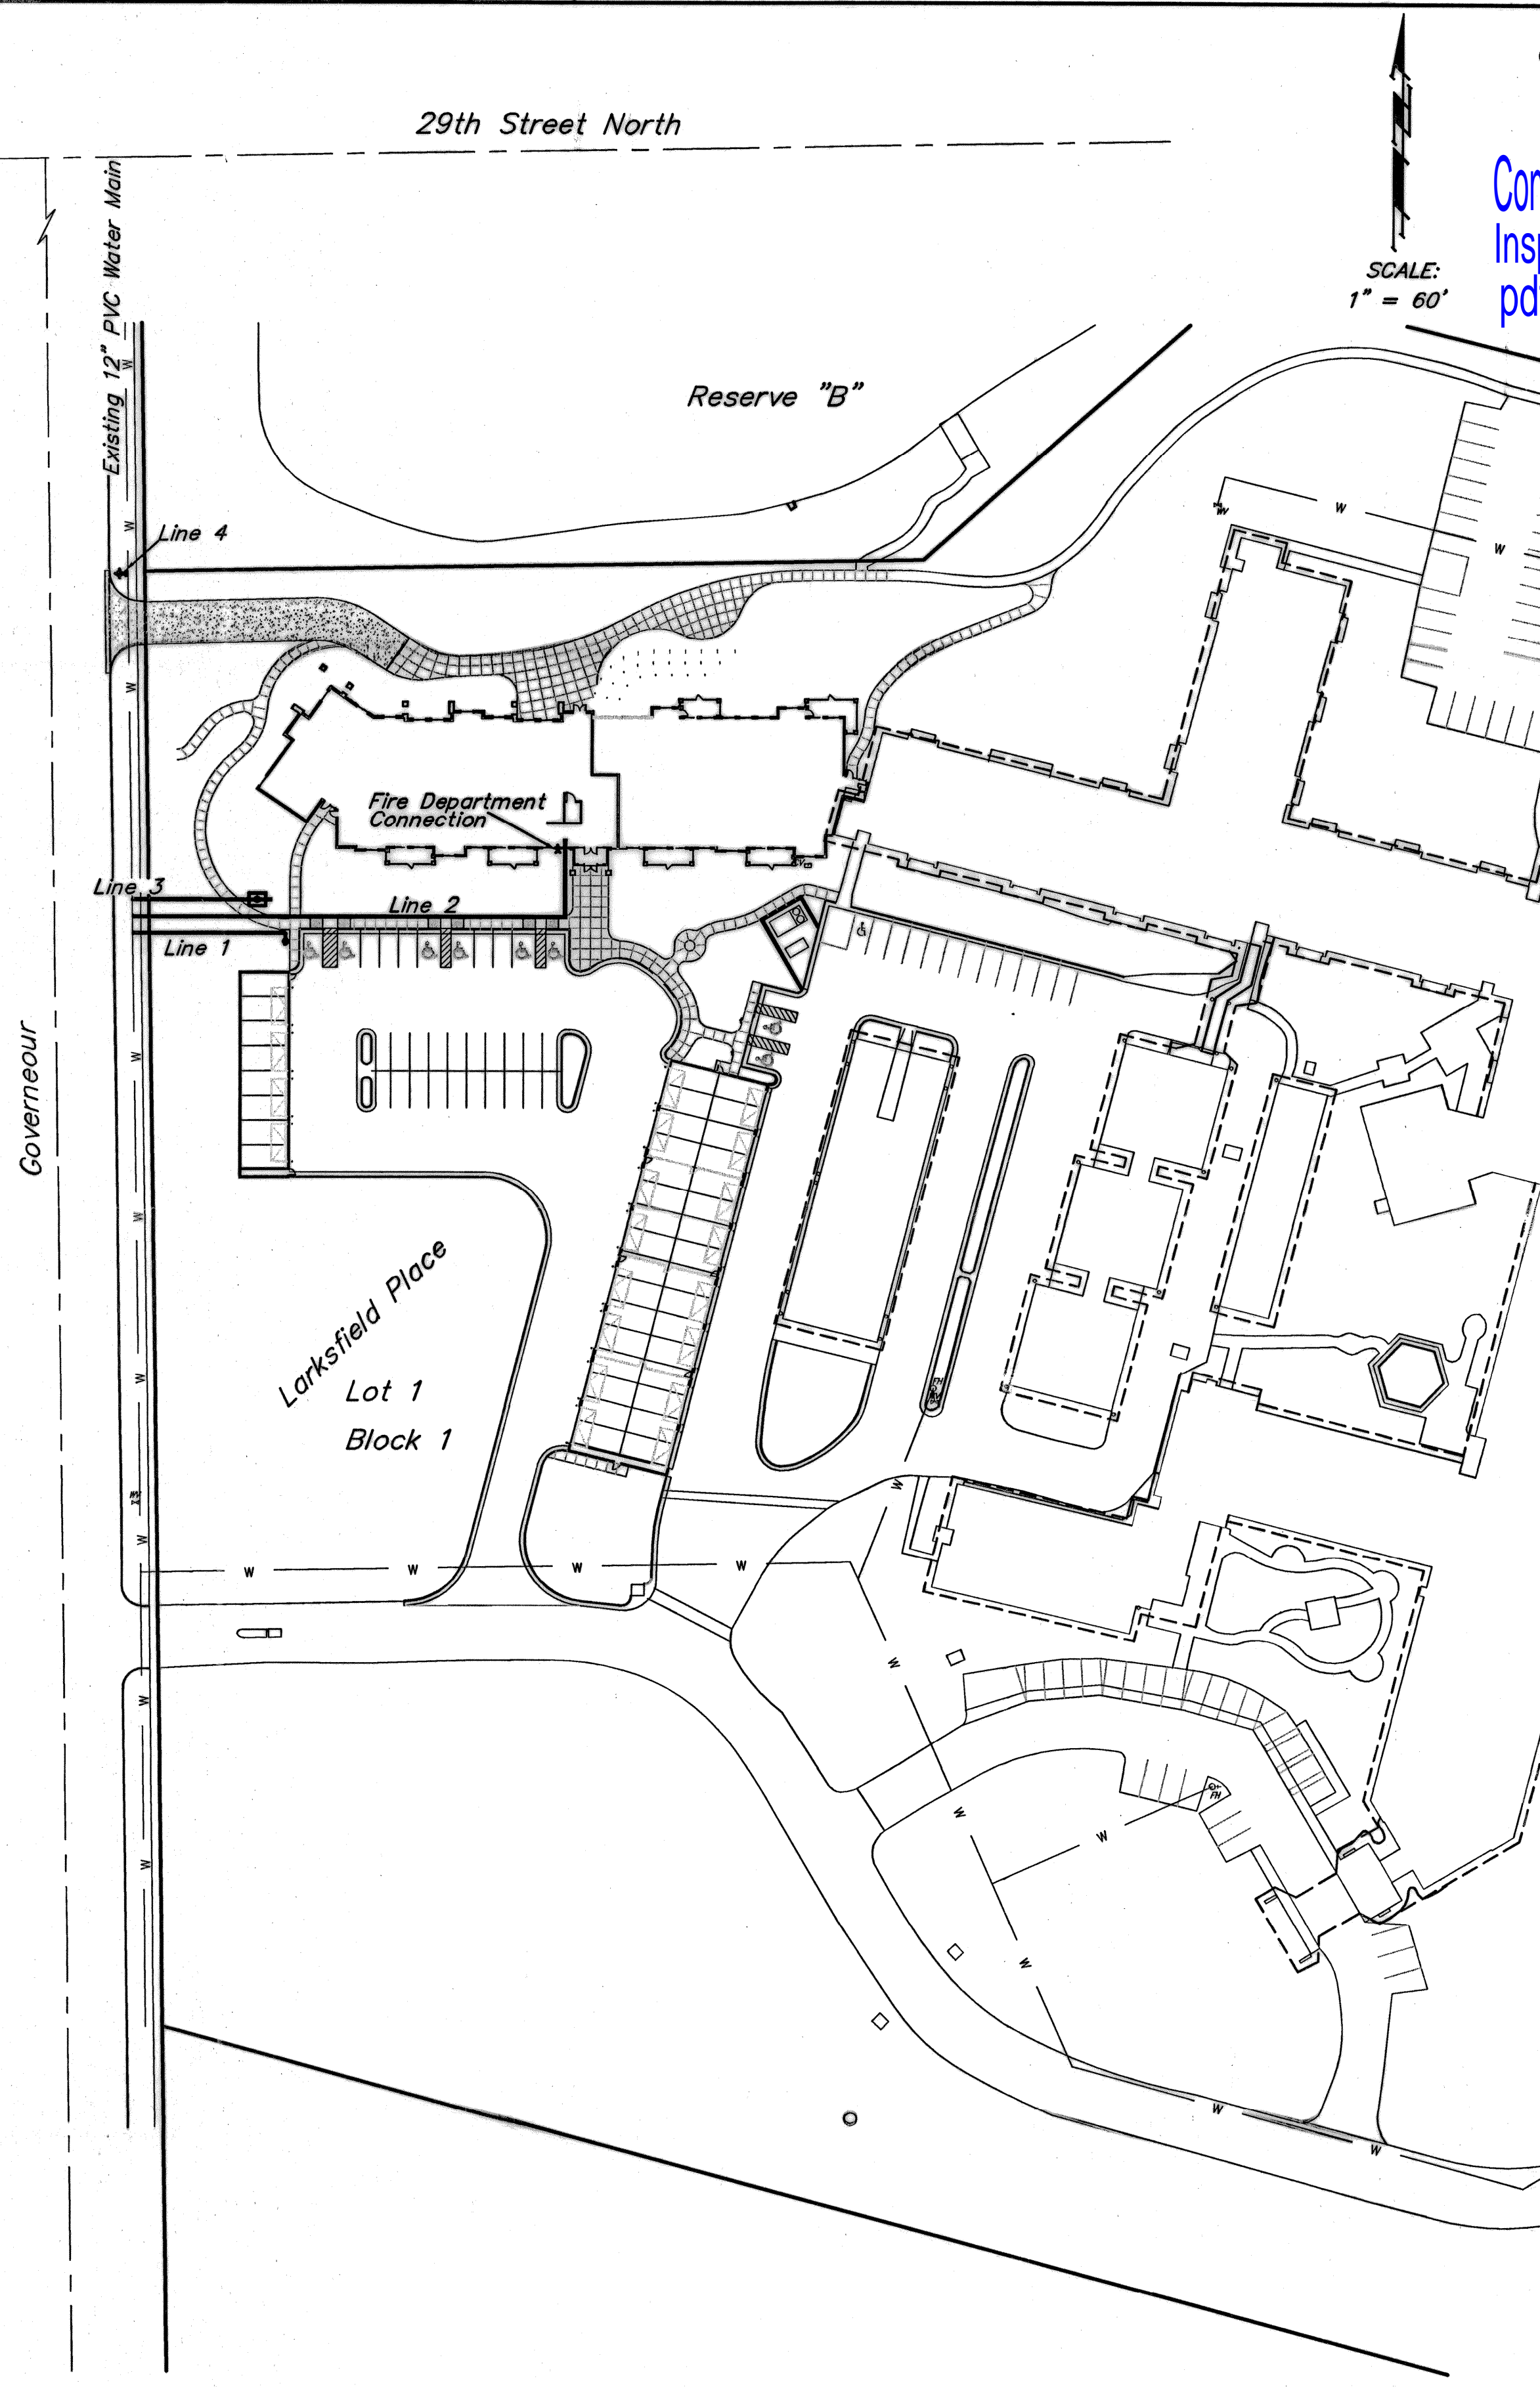 29th Street North
Existing 12" PVC Water Main
SCALE:
1" = 60'
Con
Insp
pd
Reserve "B"
Line 4
W
W
W
W
W
Fire Department
Connection
Line 3
Line 2
Line 1
Governeour
W
W
Larksfield Place
Lot 1
Block 1
W
FH
W
W
W
W
W
W
W
W
W
W
FH
W
W
W
W
W